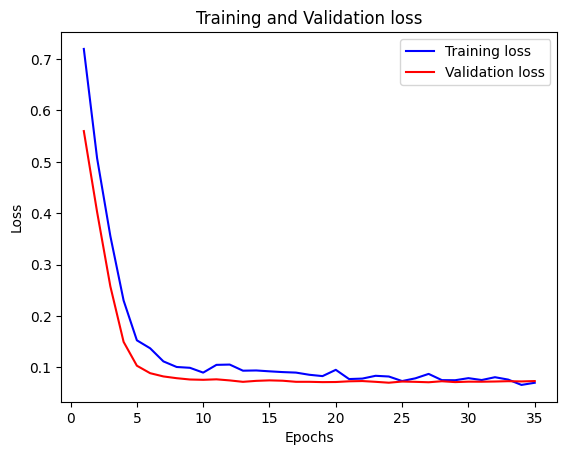 Training and Validation loss
Training loss
Validation loss
0.7
0.6
0.5
0.4
0.3
0.2
0.1
Loss
0 5 10 15 20 25 30 35
Epochs